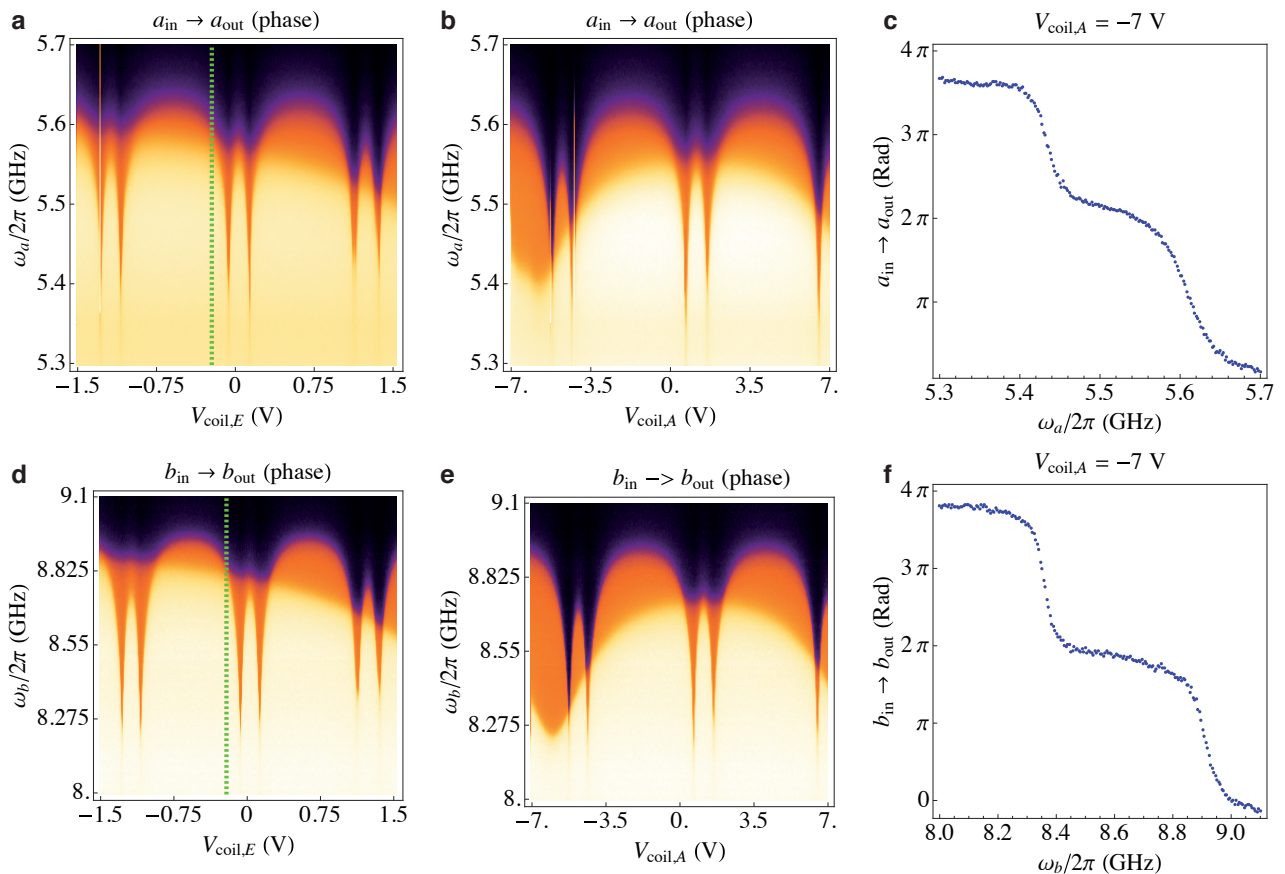 a
a_in → a_out (phase)
5.7
5.6
5.5
5.4
5.3
ω_a/2π (GHz)
−1.5 −0.75 0 0.75 1.5
V_coil,E (V)
b
a_in → a_out (phase)
5.7
5.6
5.5
5.4
5.3
ω_a/2π (GHz)
−7. −3.5 0. 3.5 7.
V_coil,A (V)
c
V_coil,A = −7 V
4 π
3 π
2 π
π
a_in → a_out (Rad)
5.3 5.4 5.5 5.6 5.7
ω_a/2π (GHz)
d
b_in → b_out (phase)
9.1
8.825
8.55
8.275
8.
ω_b/2π (GHz)
−1.5 −0.75 0 0.75 1.5
V_coil,E (V)
e
b_in −> b_out (phase)
9.1
8.825
8.55
8.275
8.
ω_b/2π (GHz)
−7. −3.5 0. 3.5 7.
V_coil,A (V)
f
V_coil,A = −7 V
4 π
3 π
2 π
π
0
b_in → b_out (Rad)
8.0 8.2 8.4 8.6 8.8 9.0
ω_b/2π (GHz)